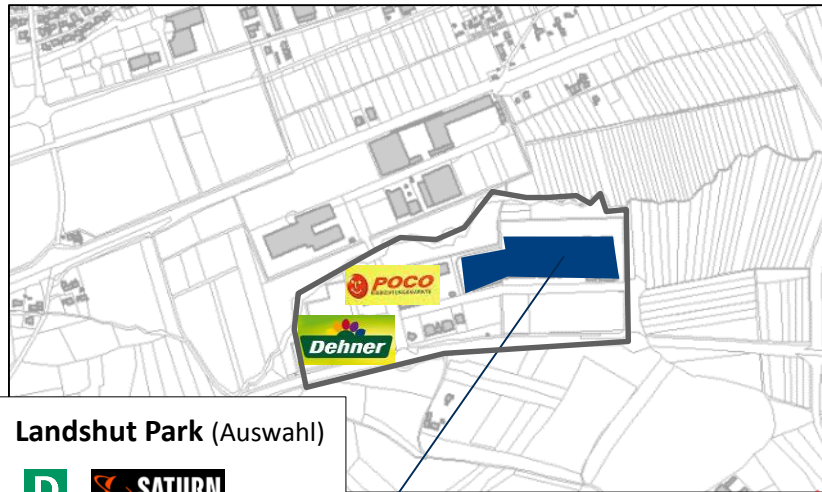 POCO
EINRICHTUNGSMÄRKTE
Dehner
Landshut Park (Auswahl)
D
SATURN